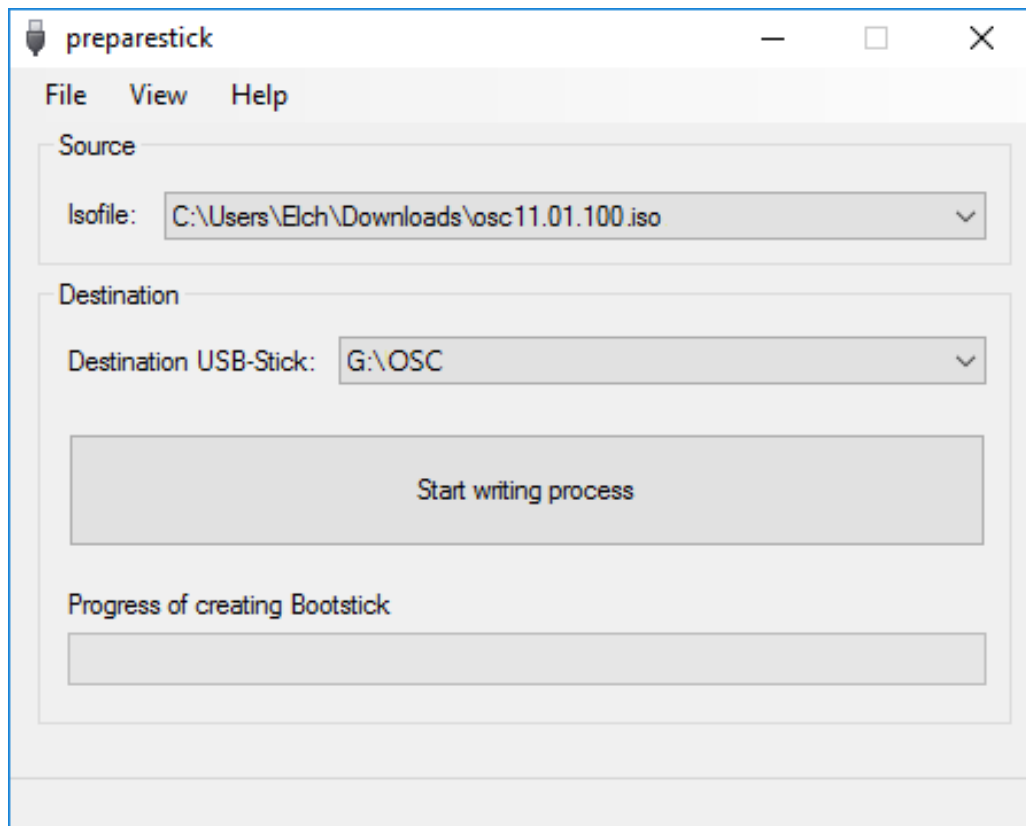 preparestick
File View Help
Source
Isofile: C:\Users\Elch\Downloads\osc11.01.100.iso
Destination
Destination USB-Stick: G:\OSC
Start writing process
Progress of creating Bootstick